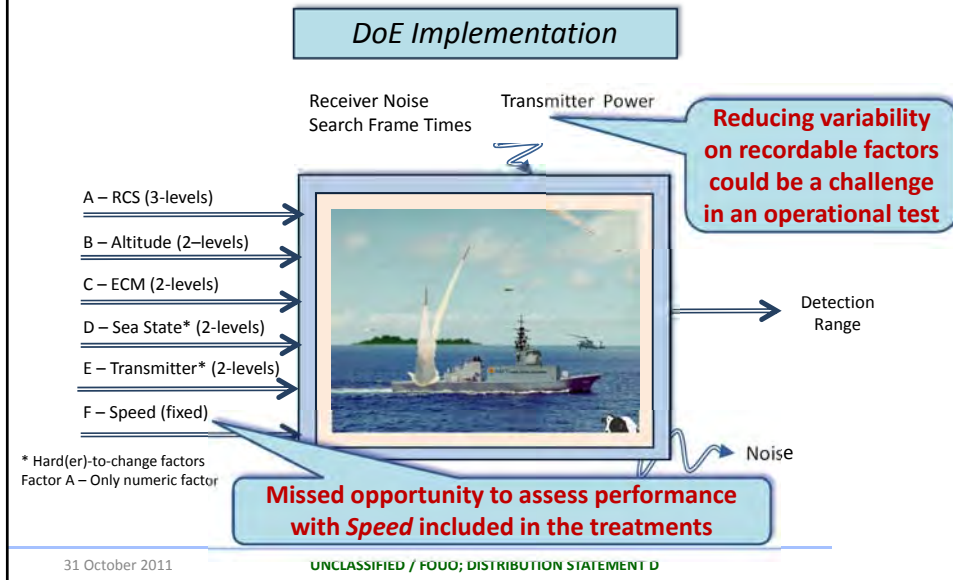 DoE Implementation
Receiver Noise
Search Frame Times
Transmitter Power
Reducing variability
on recordable factors
could be a challenge
in an operational test
A – RCS (3-levels)
B – Altitude (2–levels)
C – ECM (2-levels)
D – Sea State* (2-levels)
E – Transmitter* (2-levels)
F – Speed (fixed)
Detection
Range
Noise
* Hard(er)-to-change factors
Factor A – Only numeric factor
Missed opportunity to assess performance
with Speed included in the treatments
31 October 2011
UNCLASSIFIED / FOUO; DISTRIBUTION STATEMENT D